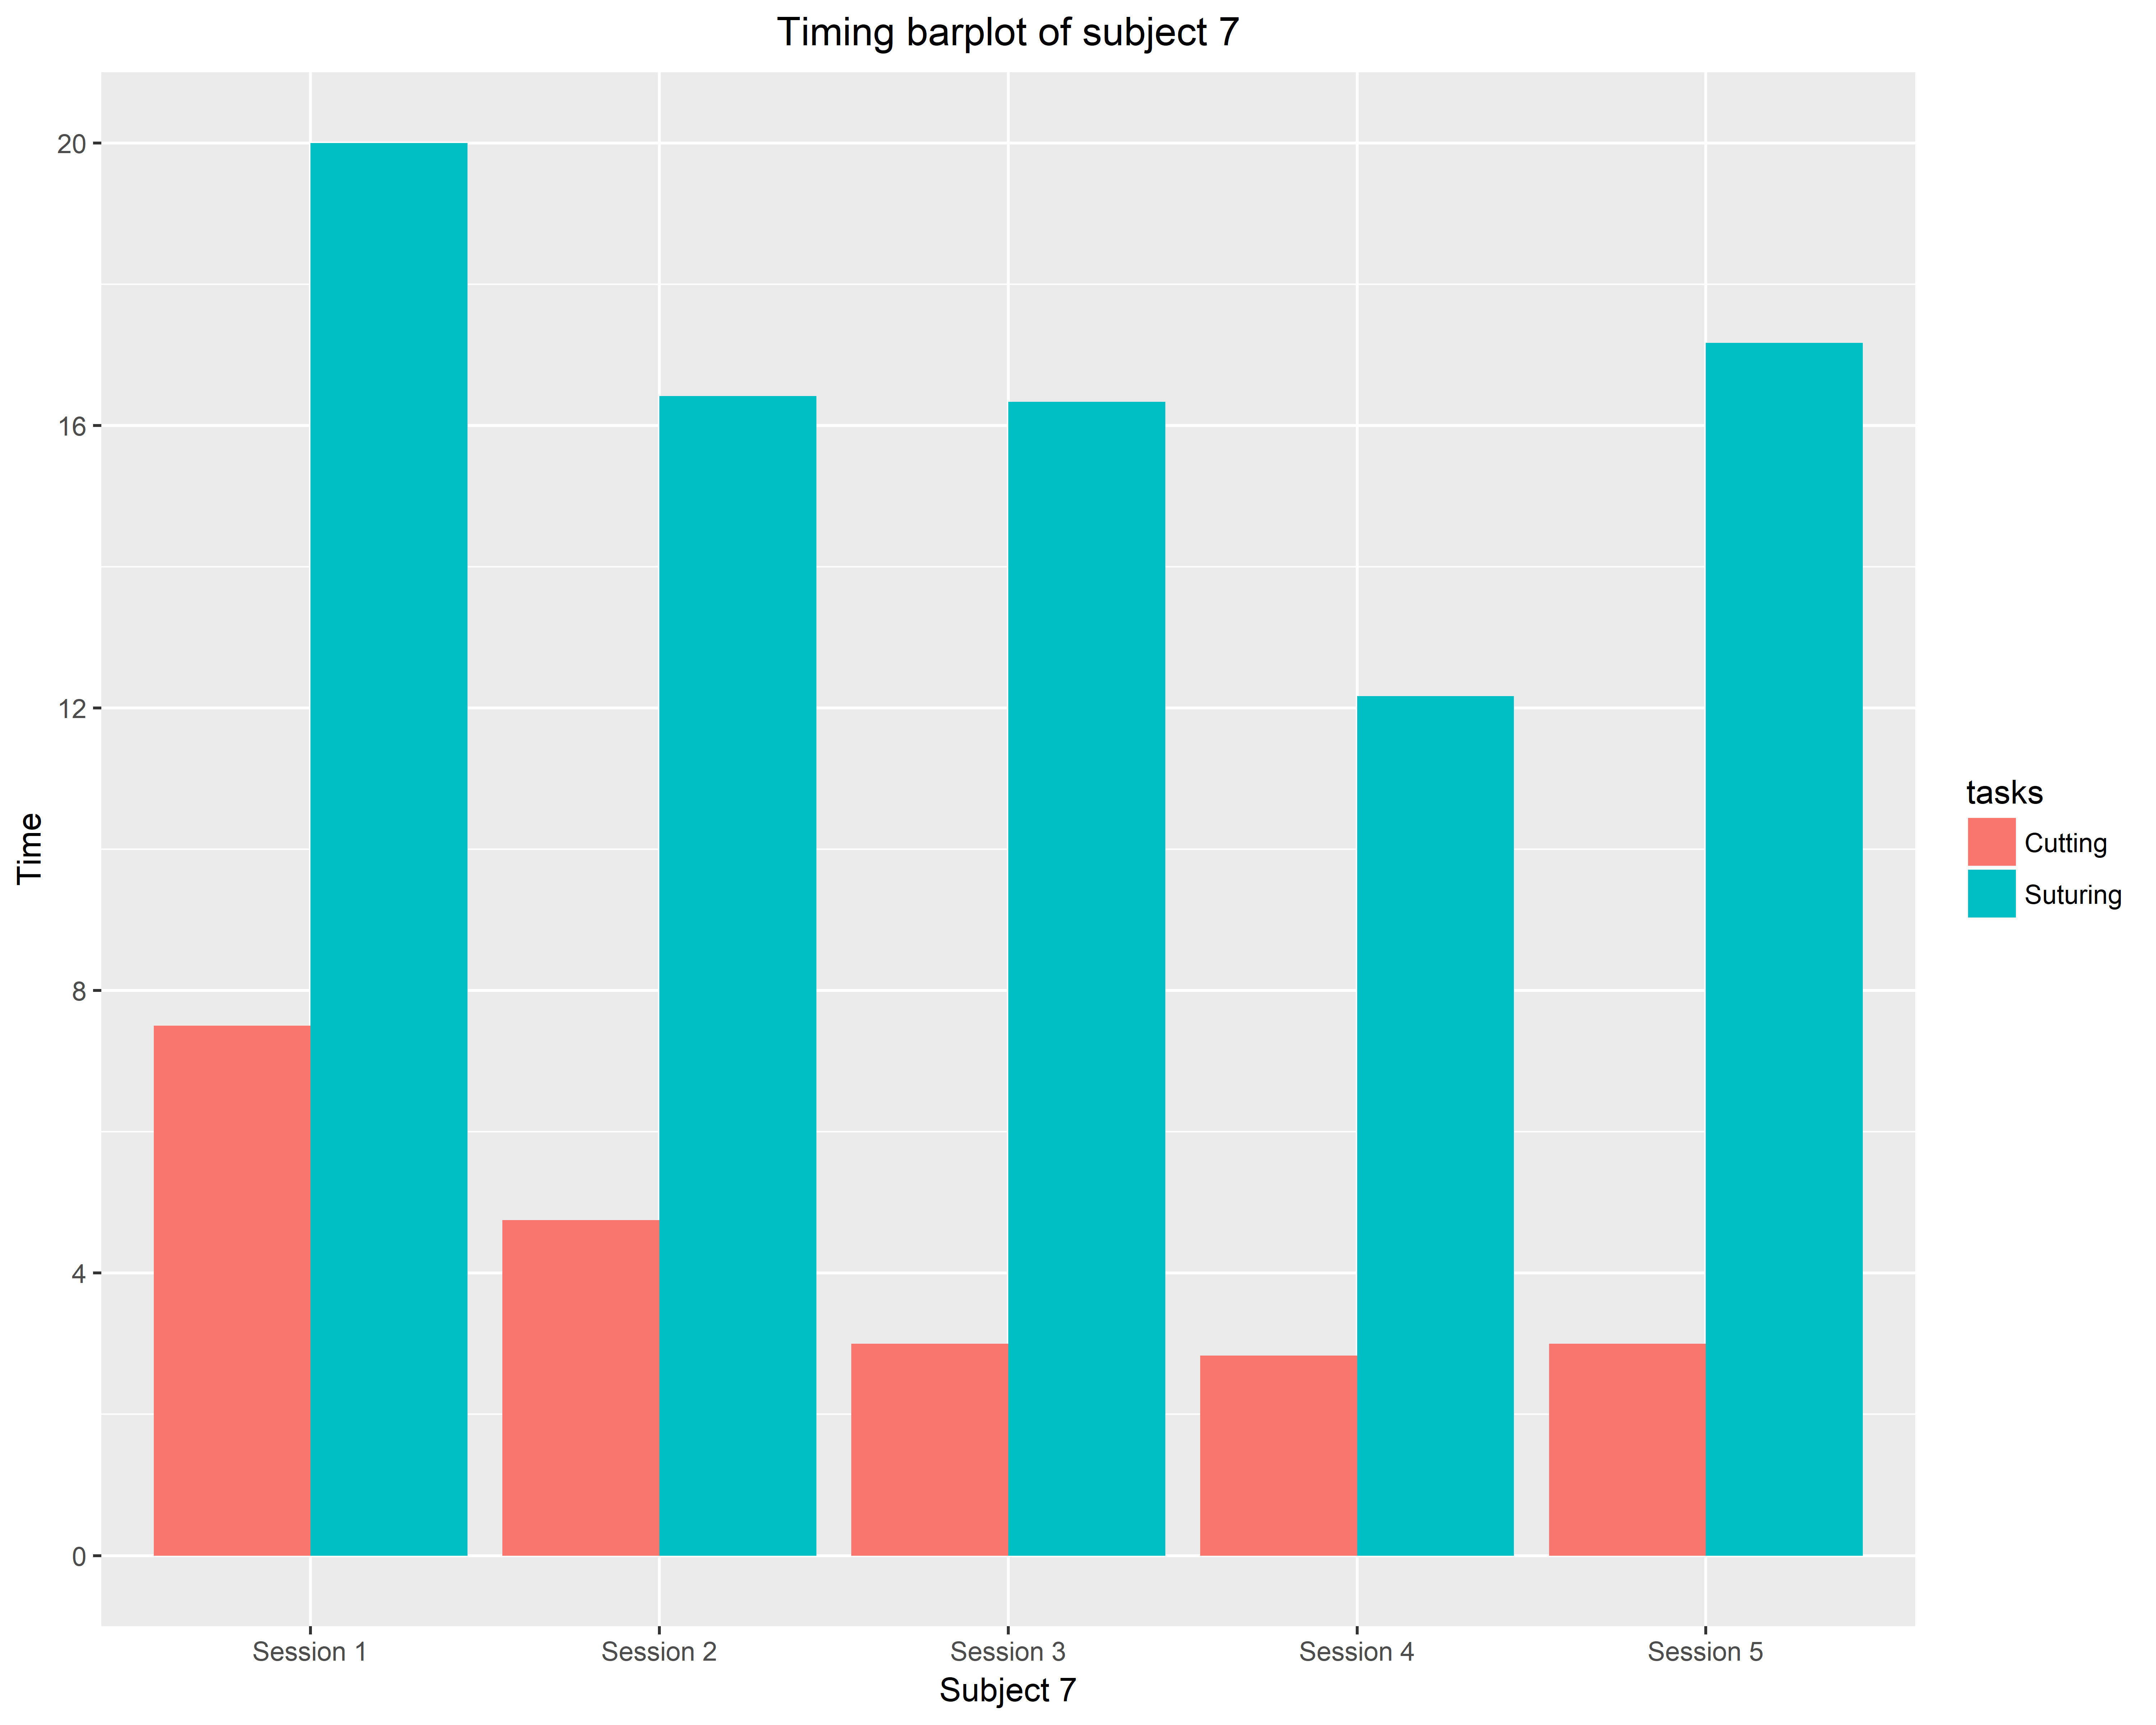 Timing barplot of subject 7
20
16
12
8
4
0
Time
Session 1
Session 2
Session 3
Session 4
Session 5
Subject 7
tasks
Cutting
Suturing